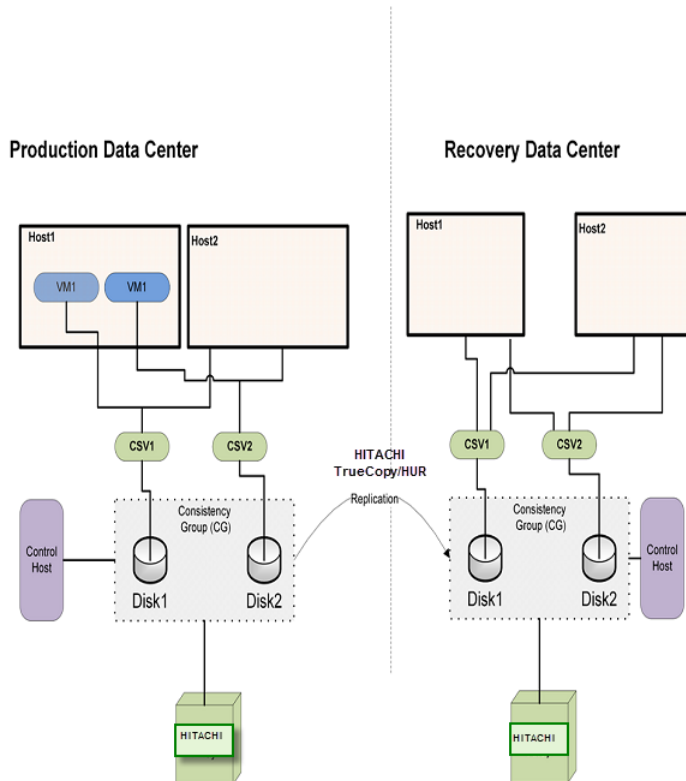 Production Data Center
Recovery Data Center
Host1
Host2
Host1
Host2
VM1
VM1
CSV1
CSV2
CSV1
CSV2
HITACHI
TrueCopy/HUR
Replication
Consistency
Group (CG)
Consistency
Group (CG)
Control
Host
Control
Host
Disk1
Disk2
Disk1
Disk2
HITACHI
HITACHI